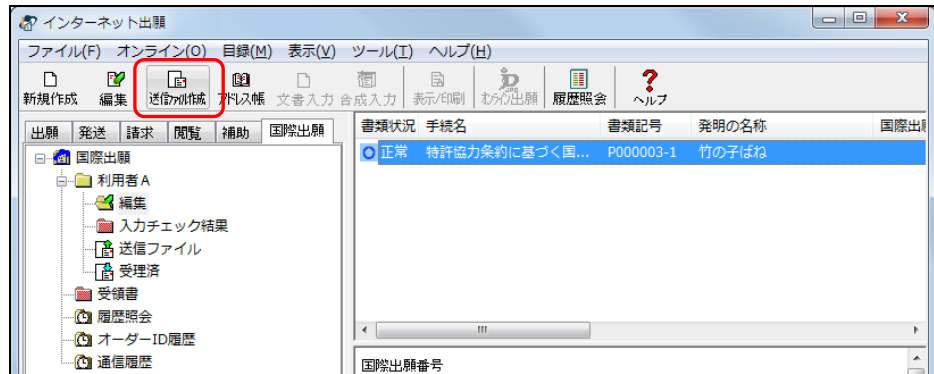 インターネット出願
ファイル(F) オンライン(O) 目録(M) 表示(V) ツール(T) ヘルプ(H)
新規作成 編集 送信ファイル作成 アドレス帳 文書入力 合成入力 表示/印刷 オンライン出願 履歴照会 ヘルプ
出願 発送 請求 閲覧 補助 国際出願
書類状況 手続名 書類記号 発明の名称 国際出願
正常 特許協力条約に基づく国... P000003-1 竹の子ばね
国際出願
利用者A
編集
入力チェック結果
送信ファイル
受理済
受領書
履歴照会
オーダーID履歴
通信履歴
国際出願番号